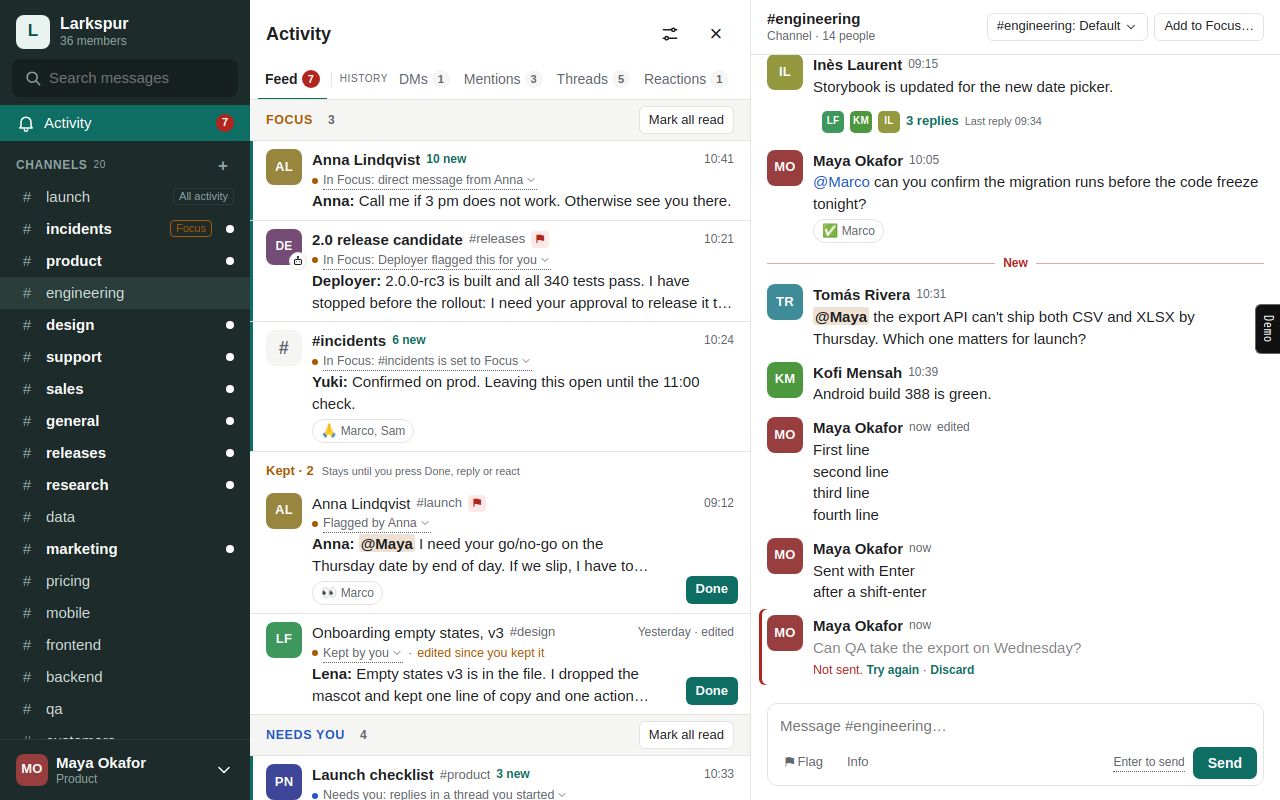 L
Larkspur
36 members
Search messages
Activity
7
CHANNELS 20
+
# launch
All activity
# incidents
Focus
# product
# engineering
# design
# support
# sales
# general
# releases
# research
# data
# marketing
# pricing
# mobile
# frontend
# backend
# qa
# customers
MO
Maya Okafor
Product
Activity
Feed 7
HISTORY
DMs 1
Mentions 3
Threads 5
Reactions 1
FOCUS 3
Mark all read
AL
Anna Lindqvist 10 new 10:41
In Focus: direct message from Anna
Anna: Call me if 3 pm does not work. Otherwise see you there.
DE
2.0 release candidate #releases 10:21
In Focus: Deployer flagged this for you
Deployer: 2.0.0-rc3 is built and all 340 tests pass. I have
stopped before the rollout: I need your approval to release it t…
#
#incidents 6 new 10:24
In Focus: #incidents is set to Focus
Yuki: Confirmed on prod. Leaving this open until the 11:00
check.
🙏 Marco, Sam
Kept · 2 Stays until you press Done, reply or react
AL
Anna Lindqvist #launch 09:12
Flagged by Anna
Anna: @Maya I need your go/no-go on the
Thursday date by end of day. If we slip, I have to…
👀 Marco
Done
LF
Onboarding empty states, v3 #design Yesterday · edited
Kept by you · edited since you kept it
Lena: Empty states v3 is in the file. I dropped the
mascot and kept one line of copy and one action…
Done
NEEDS YOU 4
Mark all read
PN
Launch checklist #product 3 new 10:33
Needs you: replies in a thread you started
#engineering
Channel · 14 people
#engineering: Default
Add to Focus…
IL
Inès Laurent 09:15
Storybook is updated for the new date picker.
LF KM IL 3 replies Last reply 09:34
MO
Maya Okafor 10:05
@Marco can you confirm the migration runs before the code freeze
tonight?
✅ Marco
New
TR
Tomás Rivera 10:31
@Maya the export API can't ship both CSV and XLSX by
Thursday. Which one matters for launch?
KM
Kofi Mensah 10:39
Android build 388 is green.
MO
Maya Okafor now edited
First line
second line
third line
fourth line
MO
Maya Okafor now
Sent with Enter
after a shift-enter
MO
Maya Okafor now
Can QA take the export on Wednesday?
Not sent. Try again · Discard
Message #engineering…
Flag
Info
Enter to send
Send
Demo